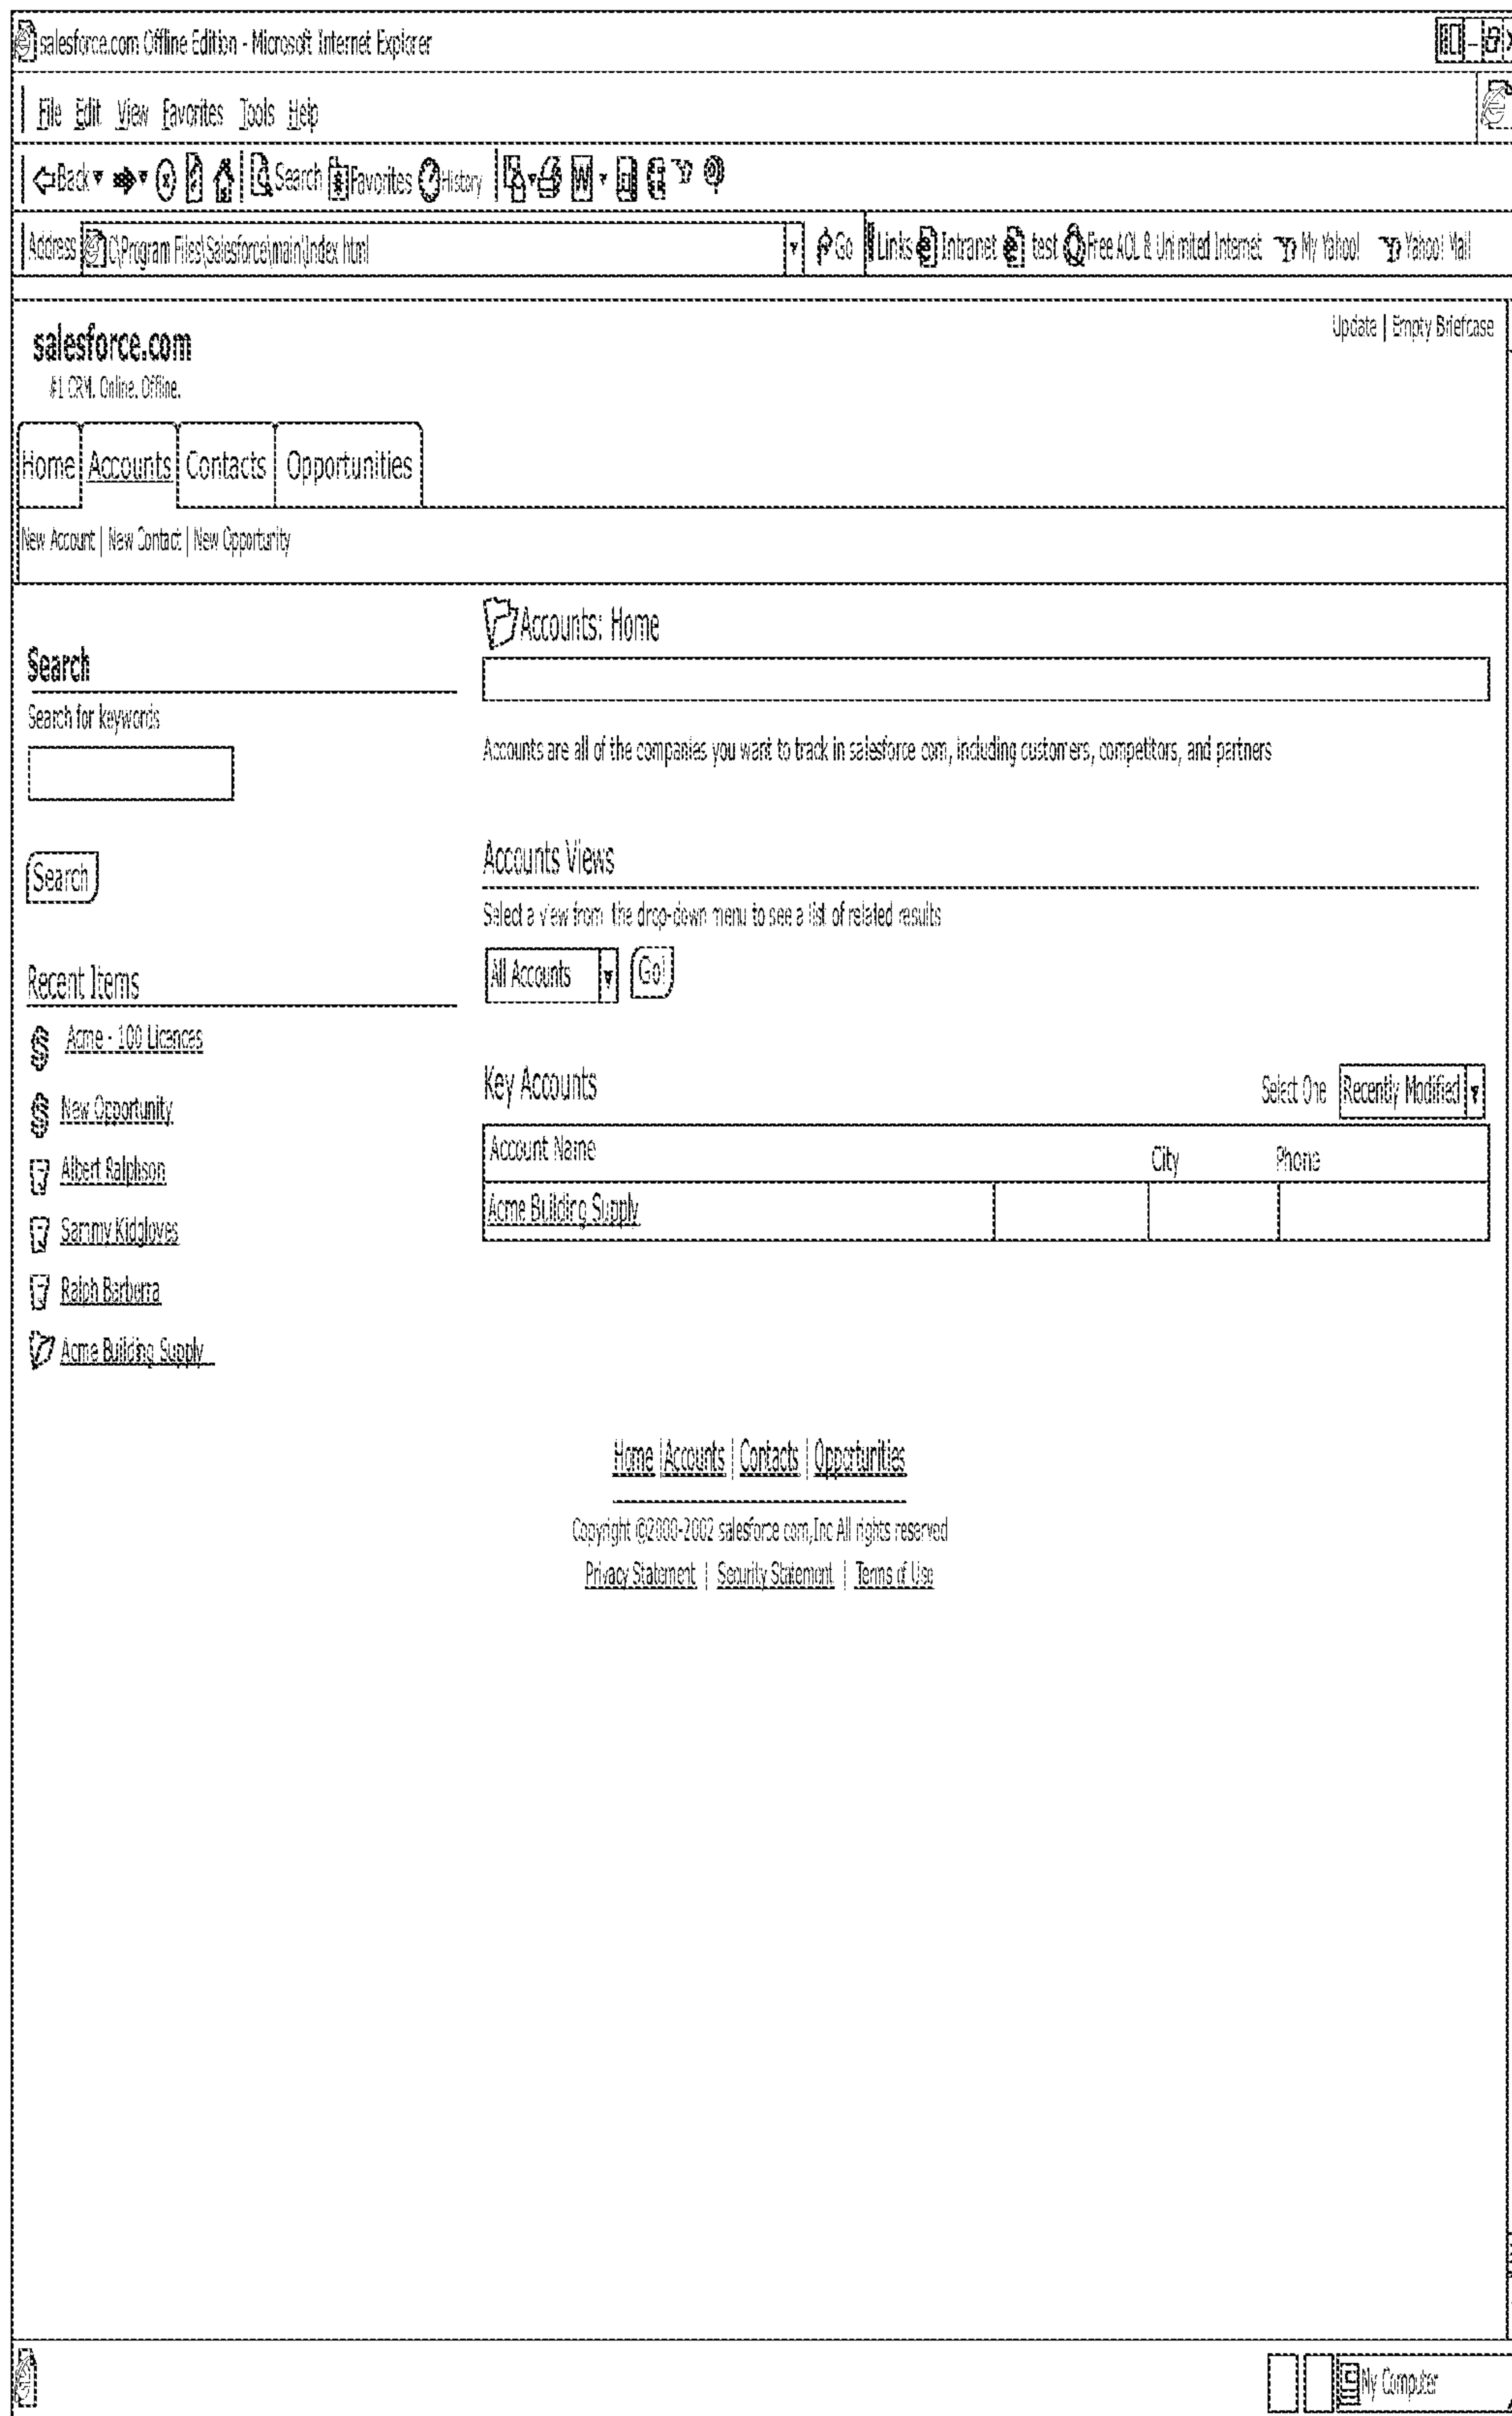 salesforce.com Offline Edition - Microsoft Internet Explorer
File Edit View Favorites Tools Help
Back Search Favorites History W
Address C:\Program Files\Salesforce\main\Index html Go Links Intranet test Free AOL & Unlimited Internet My Yahoo! Yahoo! Mail
Update | Empty Briefcase
salesforce.com
#1 CRM. Online. Offline.
Home Accounts Contacts Opportunities
New Account | New Contact | New Opportunity
Accounts: Home
Search
Search for keywords
Accounts are all of the companies you want to track in salesforce com, including customers, competitors, and partners
Search
Accounts Views
Select a view from the drop-down menu to see a list of related results
All Accounts Go!
Recent Items
Acme - 100 Licences
New Opportunity
Albert Ralphson
Sammy Kidgloves
Ralph Barberra
Acme Building Supply
Key Accounts Select One Recently Modified
Account Name City Phone
Acme Building Supply
Home | Accounts | Contacts | Opportunities
Copyright ©2000-2002 salesforce com,Inc All rights reserved
Privacy Statement | Security Statement | Terms of Use
My Computer